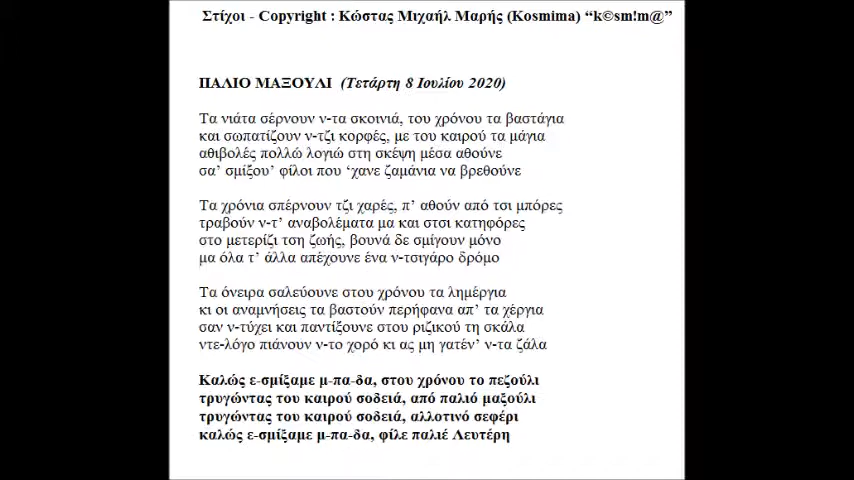 Στίχοι - Copyright : Κώστας Μιχαήλ Μαρής (Kosmima) “k©sm!m@”
ΠΑΛΙΟ ΜΑΞΟΥΛΙ (Τετάρτη 8 Ιουλίου 2020)
Τα νιάτα σέρνουν ν-τα σκοινιά, του χρόνου τα βαστάγια
και σωπατίζουν ν-τζι κορφές, με του καιρού τα μάγια
αθιβολές πολλώ λογιώ στη σκέψη μέσα αθούνε
σα’ σμίξου’ φίλοι που ‘χανε ζαμάνια να βρεθούνε
Τα χρόνια σπέρνουν τζι χαρές, π’ αθούν από τσι μπόρες
τραβούν ν-τ’ αναβολέματα μα και στσι κατηφόρες
στο μετερίζι τση ζωής, βουνά δε σμίγουν μόνο
μα όλα τ’ άλλα απέχουνε ένα ν-τσιγάρο δρόμο
Τα όνειρα σαλεύουνε στου χρόνου τα λημέργια
κι οι αναμνήσεις τα βαστούν περήφανα απ’ τα χέργια
σαν ν-τύχει και παντίξουνε στου ριζικού τη σκάλα
ντε-λόγο πιάνουν ν-το χορό κι ας μη γατέν’ ν-τα ζάλα
Καλώς ε-σμίξαμε μ-πα-δα, στου χρόνου το πεζούλι
τρυγώντας του καιρού σοδειά, από παλιό μαξούλι
τρυγώντας του καιρού σοδειά, αλλοτινό σεφέρι
καλώς ε-σμίξαμε μ-πα-δα, φίλε παλιέ Λευτέρη